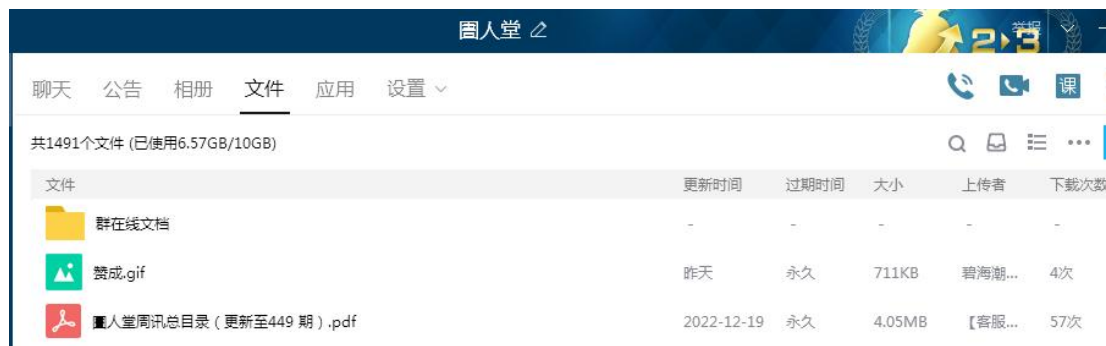 圕人堂
2 3 举报
聊天 公告 相册 文件 应用 设置
课
共1491个文件 (已使用6.57GB/10GB)
文件 更新时间 过期时间 大小 上传者 下载次数
群在线文档 - - - - -
赞成.gif 昨天 永久 711KB 碧海潮... 4次
圕人堂周讯总目录（更新至449 期）.pdf 2022-12-19 永久 4.05MB 【客服... 57次